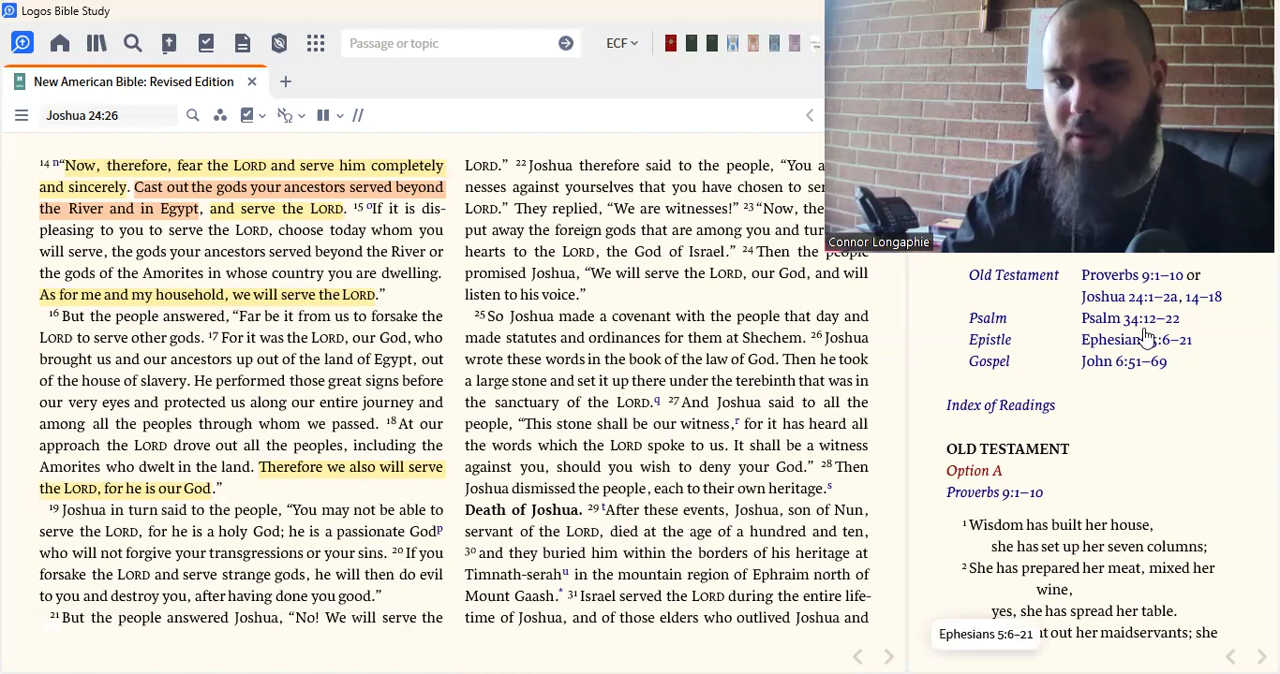 Logos Bible Study
Passage or topic
ECF
New American Bible: Revised Edition
Joshua 24:26
14 n“Now, therefore, fear the LORD and serve him completely
and sincerely. Cast out the gods your ancestors served beyond
the River and in Egypt, and serve the LORD. 15 oIf it is dis-
pleasing to you to serve the LORD, choose today whom you
will serve, the gods your ancestors served beyond the River or
the gods of the Amorites in whose country you are dwelling.
As for me and my household, we will serve the LORD.”
16 But the people answered, “Far be it from us to forsake the
LORD to serve other gods. 17 For it was the LORD, our God, who
brought us and our ancestors up out of the land of Egypt, out
of the house of slavery. He performed those great signs before
our very eyes and protected us along our entire journey and
among all the peoples through whom we passed. 18 At our
approach the LORD drove out all the peoples, including the
Amorites who dwelt in the land. Therefore we also will serve
the LORD, for he is our God.”
19 Joshua in turn said to the people, “You may not be able to
serve the LORD, for he is a holy God; he is a passionate Godp
who will not forgive your transgressions or your sins. 20 If you
forsake the LORD and serve strange gods, he will then do evil
to you and destroy you, after having done you good.”
21 But the people answered Joshua, “No! We will serve the
LORD.” 22 Joshua therefore said to the people, “You a
nesses against yourselves that you have chosen to se
LORD.” They replied, “We are witnesses!” 23 “Now, the
put away the foreign gods that are among you and tur
hearts to the LORD, the God of Israel.” 24 Then the people
promised Joshua, “We will serve the LORD, our God, and will
listen to his voice.”
25 So Joshua made a covenant with the people that day and
made statutes and ordinances for them at Shechem. 26 Joshua
wrote these words in the book of the law of God. Then he took
a large stone and set it up there under the terebinth that was in
the sanctuary of the LORD.q 27 And Joshua said to all the
people, “This stone shall be our witness,r for it has heard all
the words which the LORD spoke to us. It shall be a witness
against you, should you wish to deny your God.” 28 Then
Joshua dismissed the people, each to their own heritage.s
Death of Joshua. 29 tAfter these events, Joshua, son of Nun,
servant of the LORD, died at the age of a hundred and ten,
30 and they buried him within the borders of his heritage at
Timnath-serahu in the mountain region of Ephraim north of
Mount Gaash.* 31 Israel served the LORD during the entire life-
time of Joshua, and of those elders who outlived Joshua and
Connor Longaphie
Old Testament Proverbs 9:1–10 or
Joshua 24:1–2a, 14–18
Psalm Psalm 34:12–22
Epistle Ephesian 5:6–21
Gospel John 6:51–69
Index of Readings
OLD TESTAMENT
Option A
Proverbs 9:1–10
1 Wisdom has built her house,
she has set up her seven columns;
2 She has prepared her meat, mixed her
wine,
yes, she has spread her table.
out her maidservants; she
Ephesians 5:6–21